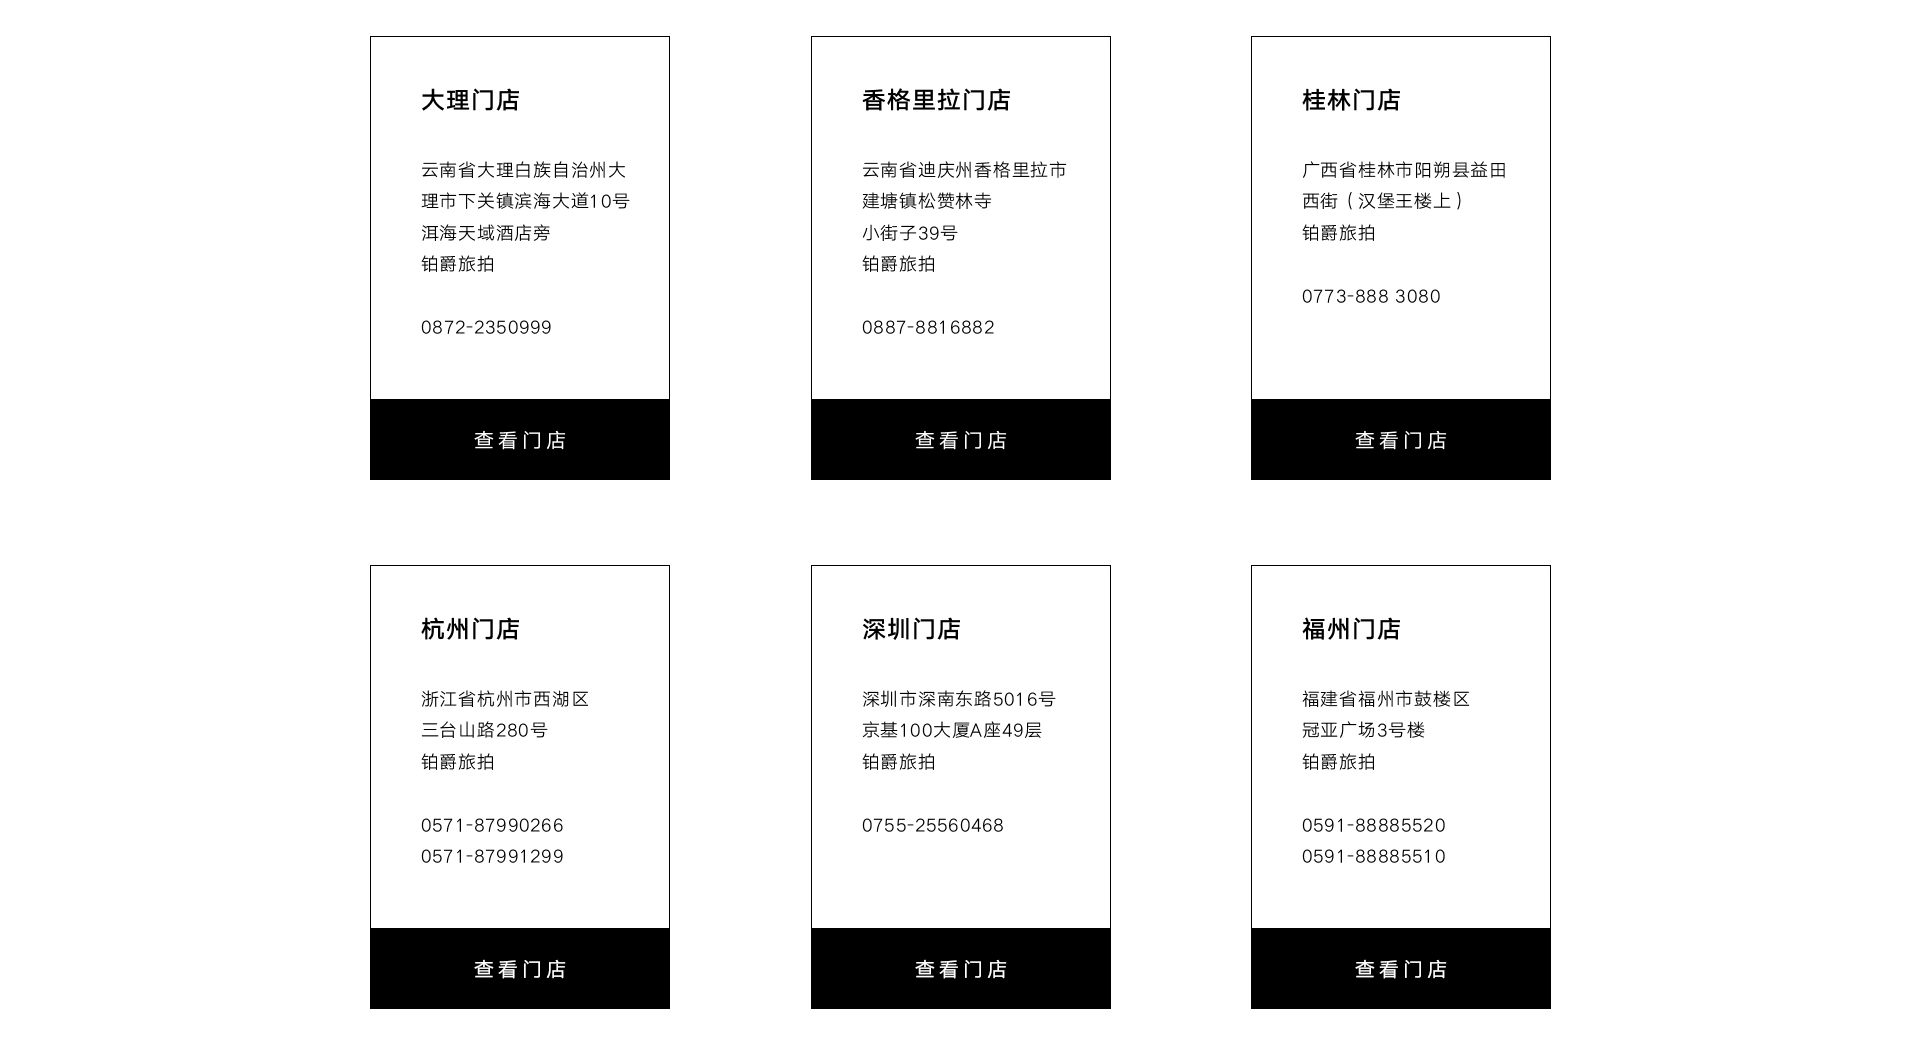 大理门店
云南省大理白族自治州大
理市下关镇滨海大道10号
洱海天域酒店旁
铂爵旅拍
0872-2350999
查看门店
香格里拉门店
云南省迪庆州香格里拉市
建塘镇松赞林寺
小街子39号
铂爵旅拍
0887-8816882
查看门店
桂林门店
广西省桂林市阳朔县益田
西街（汉堡王楼上）
铂爵旅拍
0773-888 3080
查看门店
杭州门店
浙江省杭州市西湖区
三台山路280号
铂爵旅拍
0571-87990266
0571-87991299
查看门店
深圳门店
深圳市深南东路5016号
京基100大厦A座49层
铂爵旅拍
0755-25560468
查看门店
福州门店
福建省福州市鼓楼区
冠亚广场3号楼
铂爵旅拍
0591-88885520
0591-88885510
查看门店